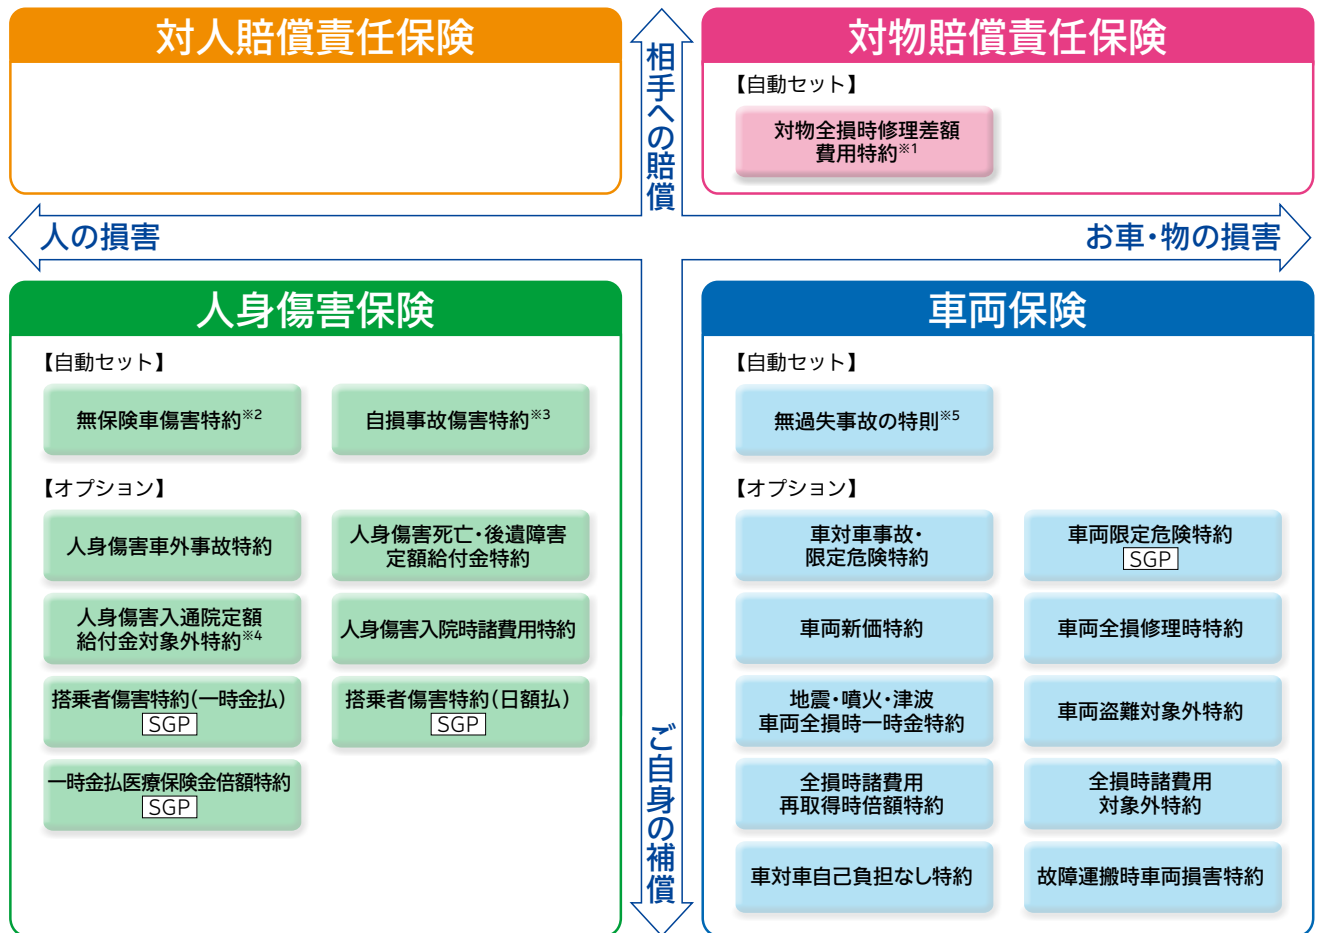 対人賠償責任保険
相手への賠償
対物賠償責任保険
【自動セット】
対物全損時修理差額
費用特約※1
人の損害
お車・物の損害
人身傷害保険
【自動セット】
無保険車傷害特約※2
自損事故傷害特約※3
【オプション】
人身傷害車外事故特約
人身傷害死亡・後遺障害
定額給付金特約
人身傷害入通院定額
給付金対象外特約※4
人身傷害入院時諸費用特約
搭乗者傷害特約(一時金払)
SGP
搭乗者傷害特約(日額払)
SGP
一時金払医療保険金倍額特約
SGP
ご自身の補償
車両保険
【自動セット】
無過失事故の特則※5
【オプション】
車対車事故・
限定危険特約
車両限定危険特約
SGP
車両新価特約
車両全損修理時特約
地震・噴火・津波
車両全損時一時金特約
車両盗難対象外特約
全損時諸費用
再取得時倍額特約
全損時諸費用
対象外特約
車対車自己負担なし特約
故障運搬時車両損害特約